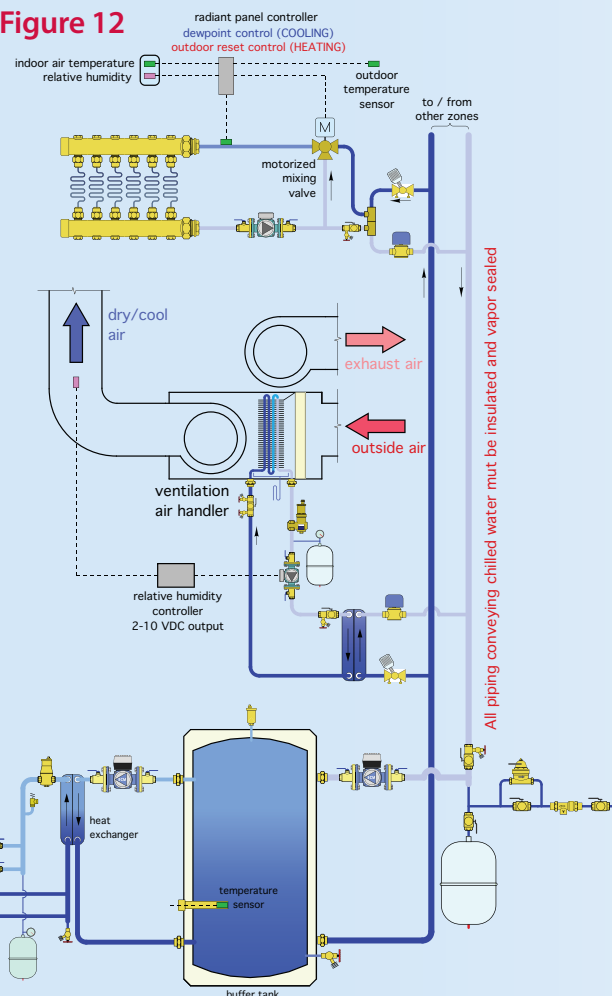 Figure 12
radiant panel controller
dewpoint control (COOLING)
outdoor reset control (HEATING)
indoor air temperature
relative humidity
outdoor
temperature
sensor
to / from
other zones
M
motorized
mixing
valve
dry/cool
air
exhaust air
outside air
ventilation
air handler
relative humidity
controller
2-10 VDC output
All piping conveying chilled water mut be insulated and vapor sealed
heat
exchanger
temperature
sensor
buffer tank